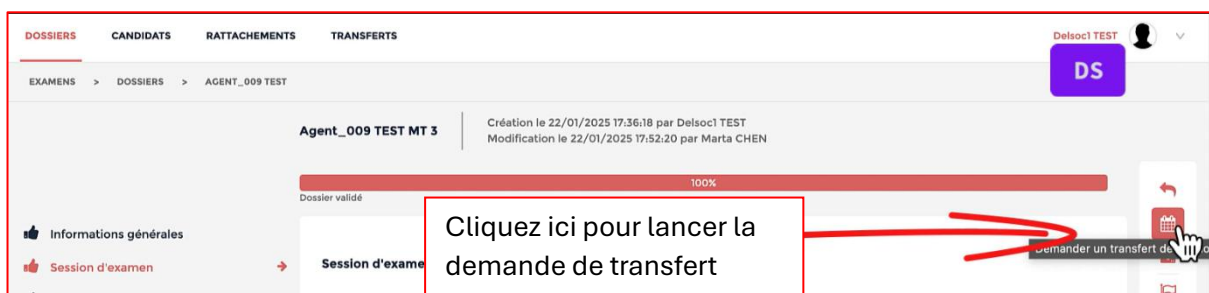 DOSSIERS CANDIDATS RATTACHEMENTS TRANSFERTS Delsoc1 TEST
DS
EXAMENS > DOSSIERS > AGENT_009 TEST
Agent_009 TEST MT 3
Création le 22/01/2025 17:36:18 par Delsoc1 TEST
Modification le 22/01/2025 17:52:20 par Marta CHEN
100%
Dossier validé
Informations générales
Session d'examen
Session d'exame
Cliquez ici pour lancer la
demande de transfert
Demander un transfert de